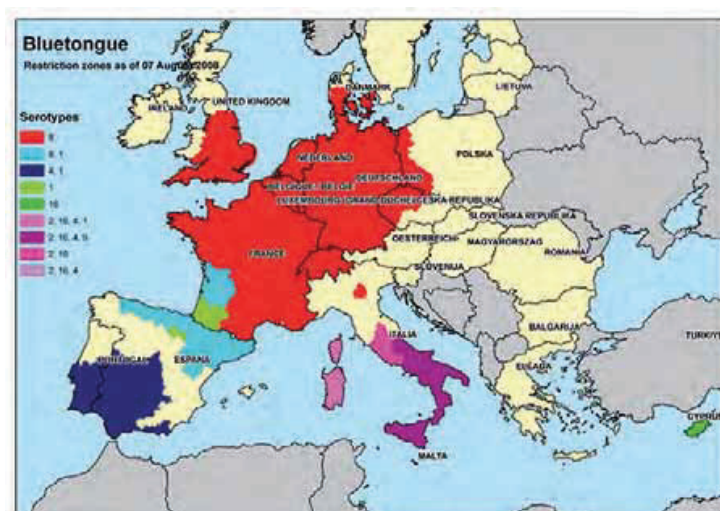 Bluetongue
Restriction zones as of 07 August 2008
Serotypes
8
8, 1
4, 1
1
16
2, 16, 4, 1
2, 16, 4, 8
2, 16
2, 16, 4
IRELAND
UNITED KINGDOM
DANMARK
LIETUVA
NEDERLAND
POLSKA
DEUTSCHLAND
BELGIQUE - BELGIE
LUXEMBOURG (GRAND-DUCHE)
CESKA REPUBLIKA
SLOVENSKA REPUBLIKA
OESTERREICH
MAGYARORSZAG
ROMANIA
FRANCE
SLOVENIJA
ITALIA
BALGARIJA
PORTUGAL
ESPANA
ELLADA
TURKIYE
CYPRUS
MALTA